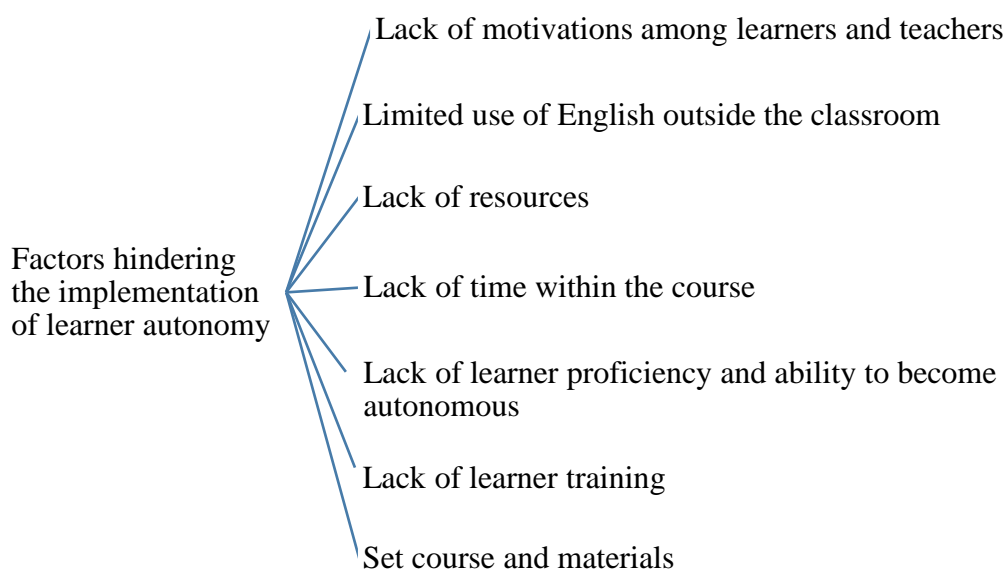 Lack of motivations among learners and teachers
Limited use of English outside the classroom
Lack of resources
Factors hindering
the implementation
of learner autonomy
Lack of time within the course
Lack of learner proficiency and ability to become
autonomous
Lack of learner training
Set course and materials